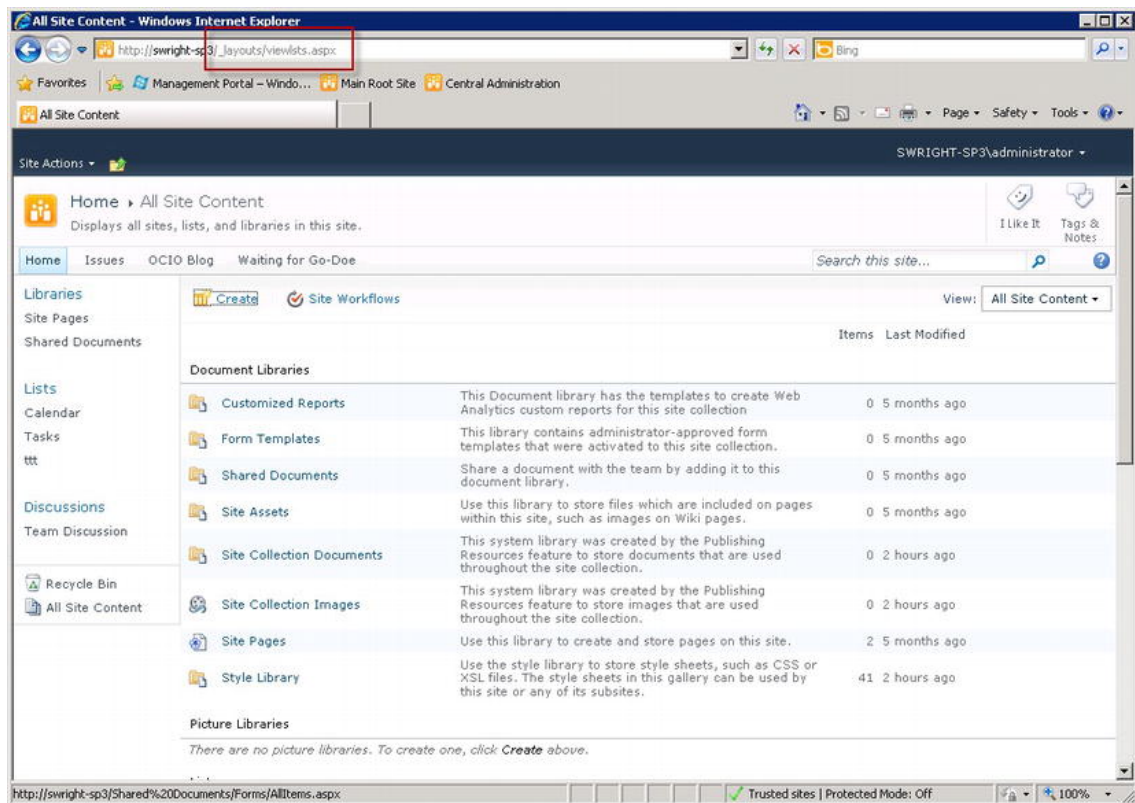 All Site Content - Windows Internet Explorer
http://swright-sp3/_layouts/viewlsts.aspx
Bing
Favorites
Management Portal – Windo...
Main Root Site
Central Administration
All Site Content
Page
Safety
Tools
Site Actions
SWRIGHT-SP3\administrator
Home ▸ All Site Content
Displays all sites, lists, and libraries in this site.
I Like It
Tags &
Notes
Home
Issues
OCIO Blog
Waiting for Go-Doe
Search this site...
Libraries
Site Pages
Shared Documents
Lists
Calendar
Tasks
ttt
Discussions
Team Discussion
Recycle Bin
All Site Content
Create
Site Workflows
View: All Site Content
Items Last Modified
Document Libraries
Customized Reports
This Document library has the templates to create Web
Analytics custom reports for this site collection
0 5 months ago
Form Templates
This library contains administrator-approved form
templates that were activated to this site collection.
0 5 months ago
Shared Documents
Share a document with the team by adding it to this
document library.
0 5 months ago
Site Assets
Use this library to store files which are included on pages
within this site, such as images on Wiki pages.
0 5 months ago
Site Collection Documents
This system library was created by the Publishing
Resources feature to store documents that are used
throughout the site collection.
0 2 hours ago
Site Collection Images
This system library was created by the Publishing
Resources feature to store images that are used
throughout the site collection.
0 2 hours ago
Site Pages
Use this library to create and store pages on this site.
2 5 months ago
Style Library
Use the style library to store style sheets, such as CSS or
XSL files. The style sheets in this gallery can be used by
this site or any of its subsites.
41 2 hours ago
Picture Libraries
There are no picture libraries. To create one, click Create above.
http://swright-sp3/Shared%20Documents/Forms/AllItems.aspx
Trusted sites | Protected Mode: Off
100%